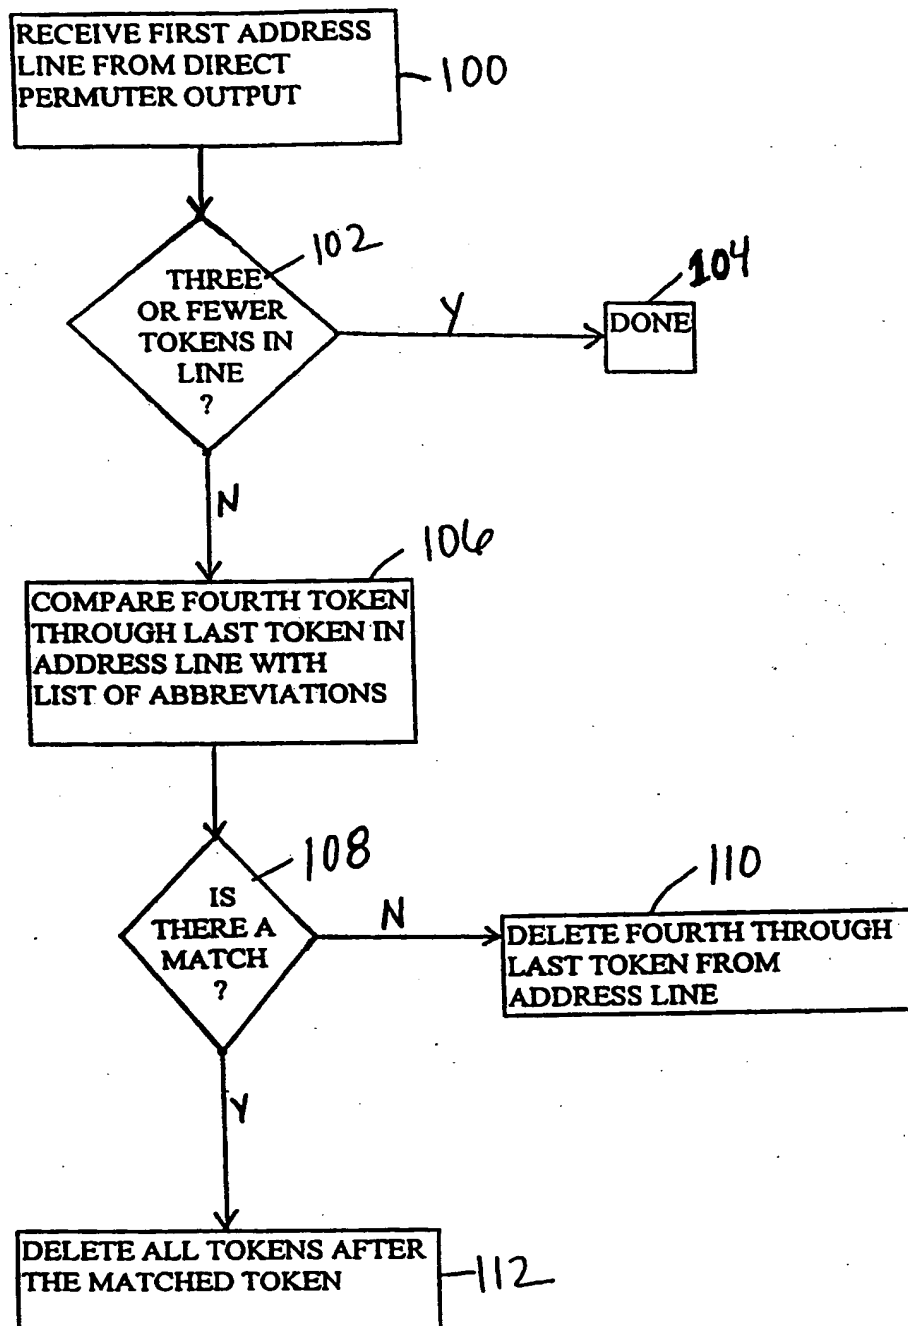 RECEIVE FIRST ADDRESS
LINE FROM DIRECT
PERMUTER OUTPUT
100
102
THREE
OR FEWER
TOKENS IN
LINE
?
Y
104
DONE
N
106
COMPARE FOURTH TOKEN
THROUGH LAST TOKEN IN
ADDRESS LINE WITH
LIST OF ABBREVIATIONS
108
IS
THERE A
MATCH
?
N
110
DELETE FOURTH THROUGH
LAST TOKEN FROM
ADDRESS LINE
Y
DELETE ALL TOKENS AFTER
THE MATCHED TOKEN
112